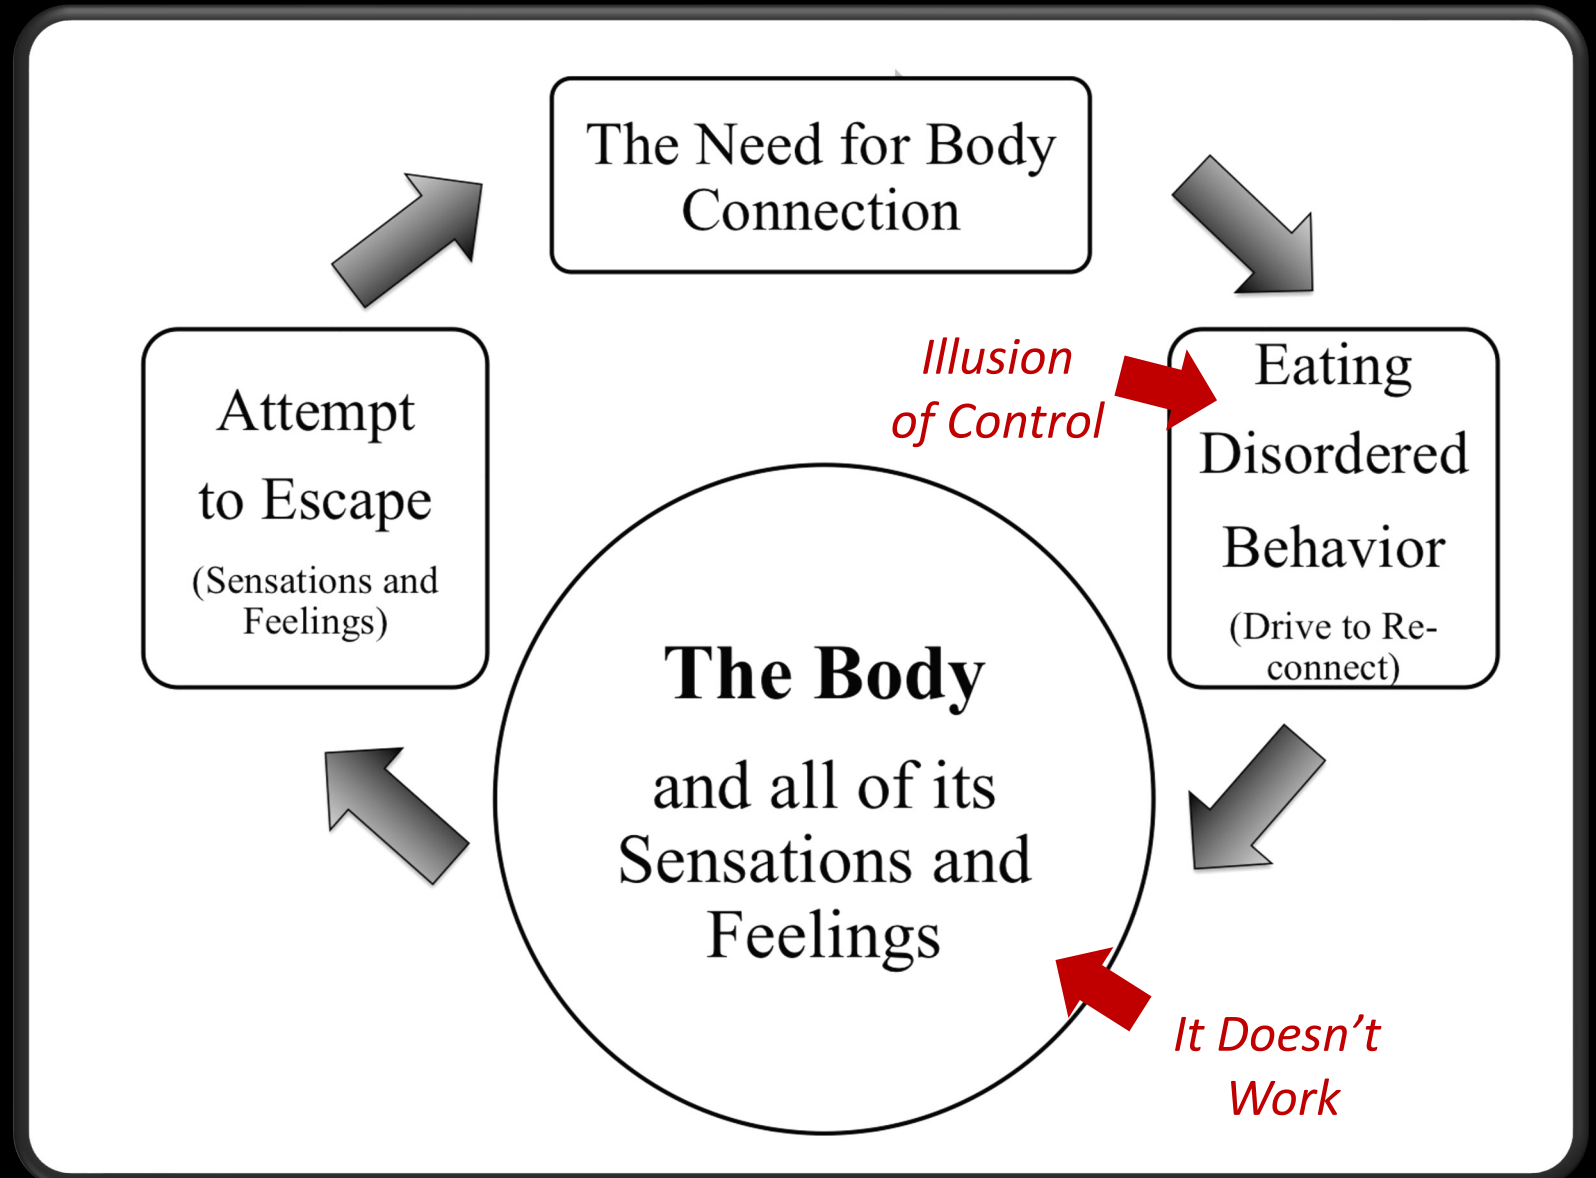 The Need for Body
Connection
Attempt
to Escape
(Sensations and
Feelings)
Illusion
of Control
Eating
Disordered
Behavior
(Drive to Re-
connect)
The Body
and all of its
Sensations and
Feelings
It Doesn’t
Work